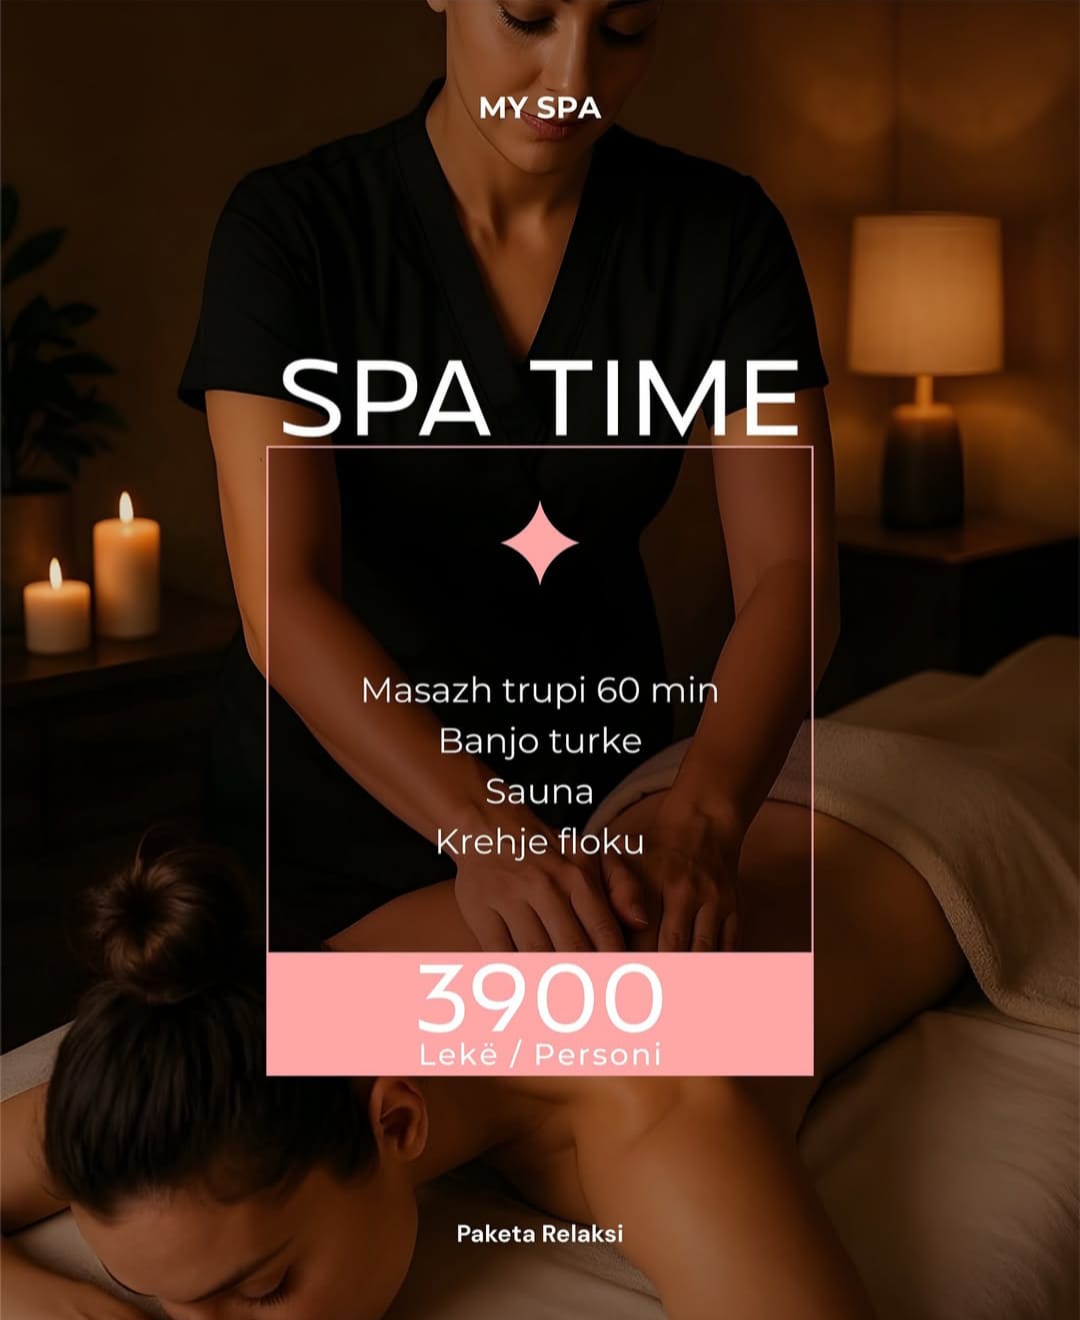 MY SPA
SPA TIME
Masazh trupi 60 min
Banjo turke
Sauna
Krehje floku
3900
Lekë / Personi
Paketa Relaksi